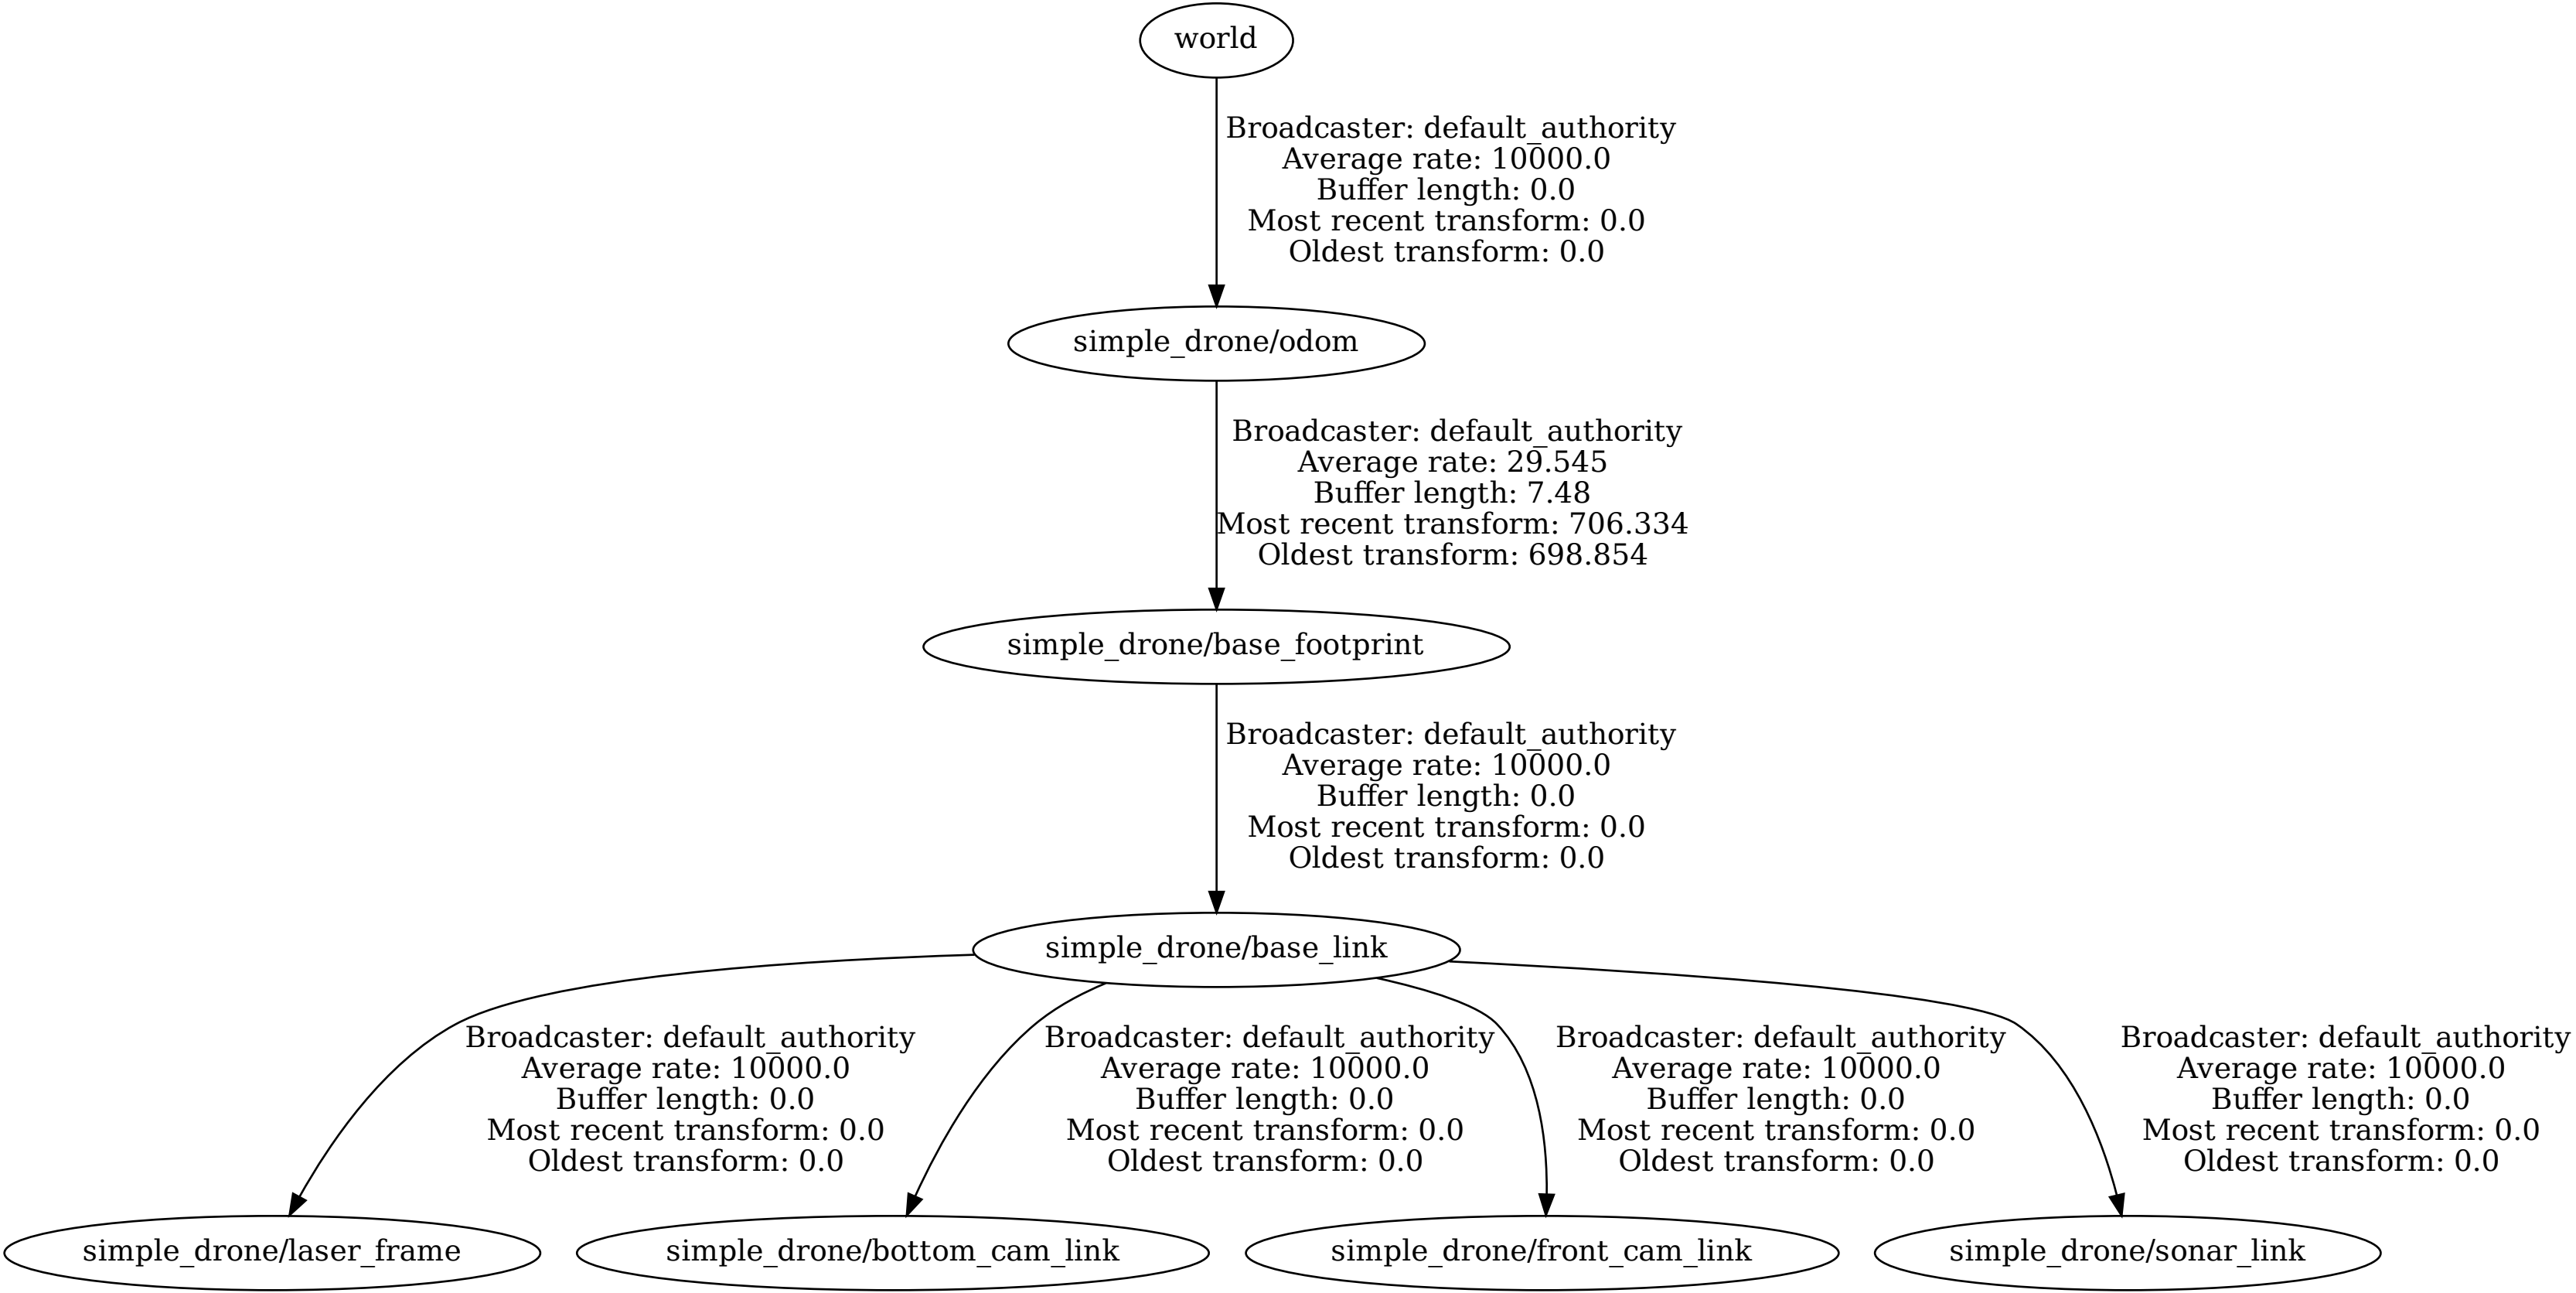 world
Broadcaster: default_authority
Average rate: 10000.0
Buffer length: 0.0
Most recent transform: 0.0
Oldest transform: 0.0
simple_drone/odom
Broadcaster: default_authority
Average rate: 29.545
Buffer length: 7.48
Most recent transform: 706.334
Oldest transform: 698.854
simple_drone/base_footprint
Broadcaster: default_authority
Average rate: 10000.0
Buffer length: 0.0
Most recent transform: 0.0
Oldest transform: 0.0
simple_drone/base_link
Broadcaster: default_authority
Average rate: 10000.0
Buffer length: 0.0
Most recent transform: 0.0
Oldest transform: 0.0
Broadcaster: default_authority
Average rate: 10000.0
Buffer length: 0.0
Most recent transform: 0.0
Oldest transform: 0.0
Broadcaster: default_authority
Average rate: 10000.0
Buffer length: 0.0
Most recent transform: 0.0
Oldest transform: 0.0
Broadcaster: default_authority
Average rate: 10000.0
Buffer length: 0.0
Most recent transform: 0.0
Oldest transform: 0.0
simple_drone/laser_frame
simple_drone/bottom_cam_link
simple_drone/front_cam_link
simple_drone/sonar_link